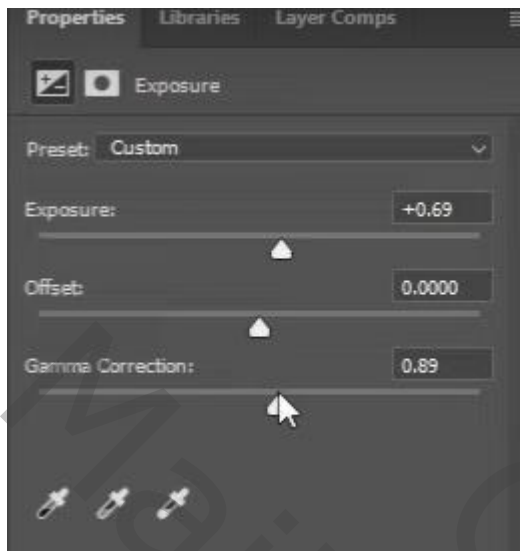 Properties Libraries Layer Comps
Exposure
Preset: Custom
Exposure: +0.69
Offset: 0.0000
Gamma Correction: 0.89